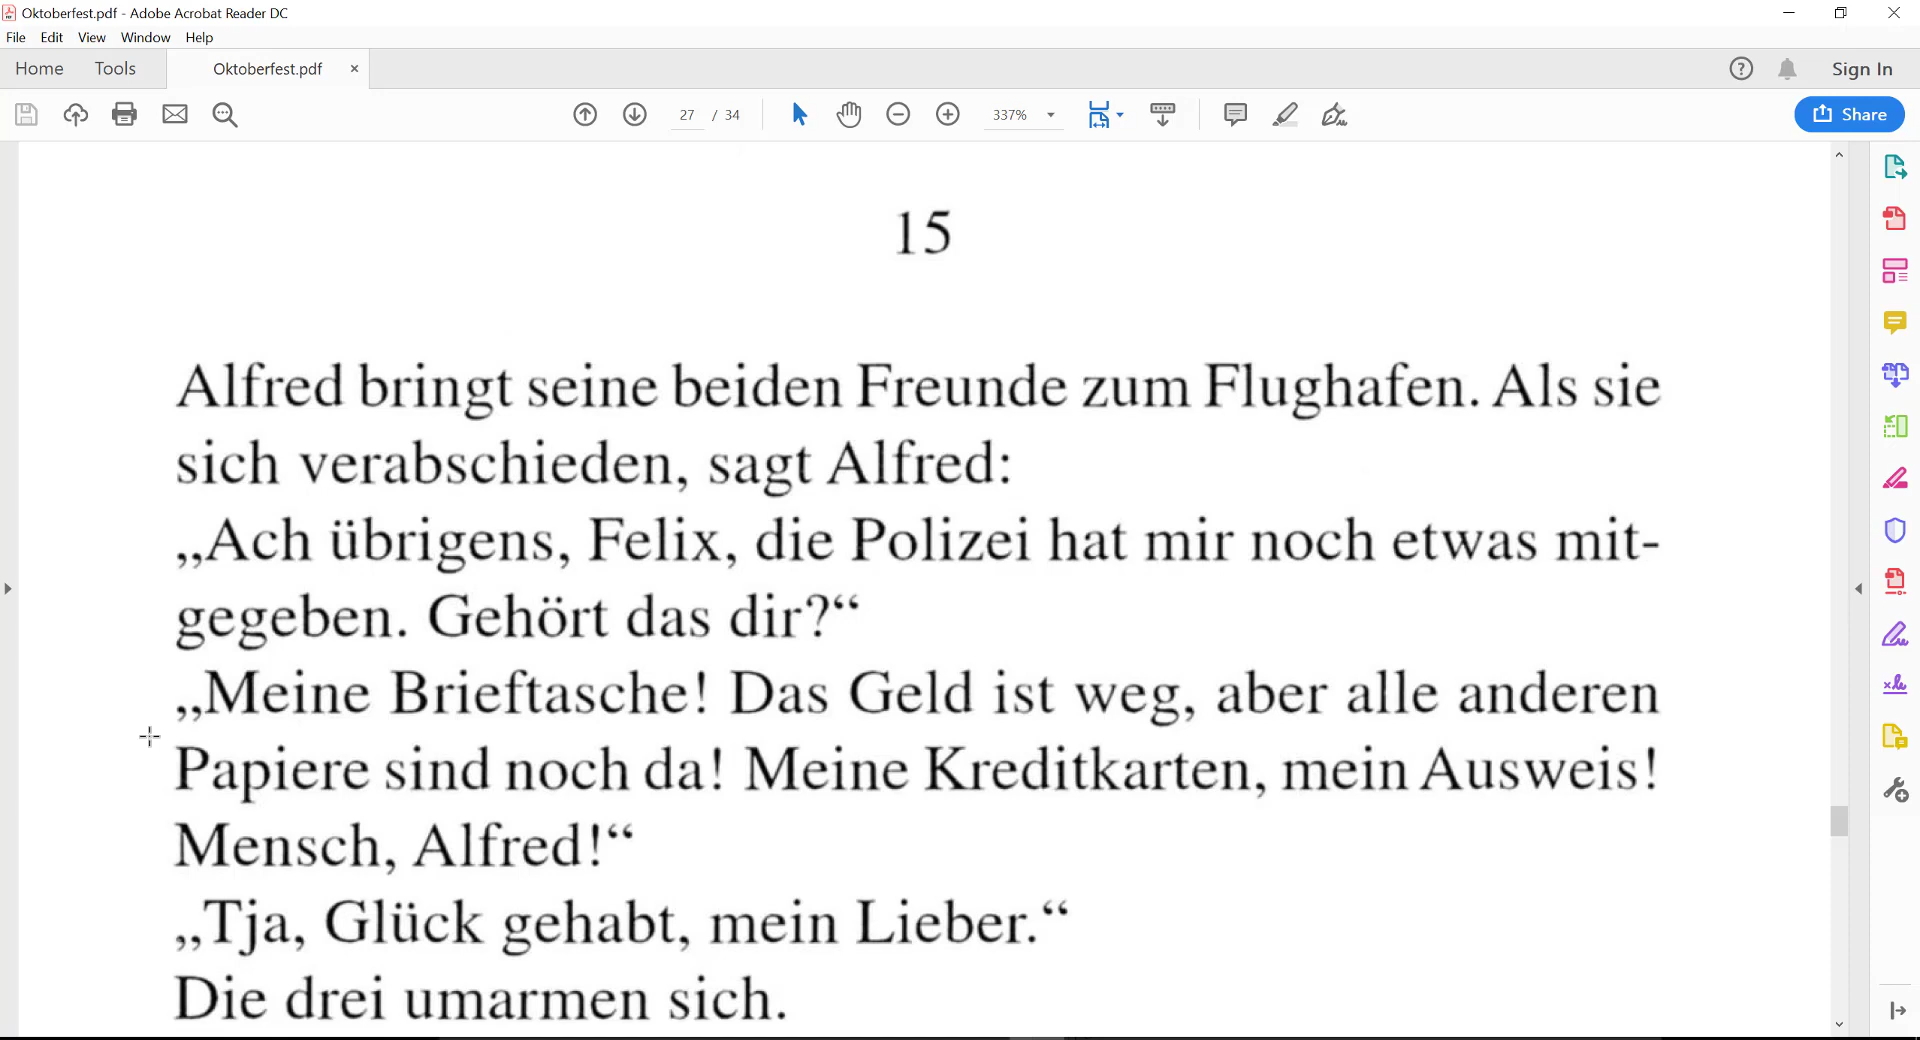 Oktoberfest.pdf - Adobe Acrobat Reader DC
File Edit View Window Help
Home Tools Oktoberfest.pdf × Sign In
27 / 34 337% Share
15
Alfred bringt seine beiden Freunde zum Flughafen. Als sie
sich verabschieden, sagt Alfred:
„Ach übrigens, Felix, die Polizei hat mir noch etwas mit-
gegeben. Gehört das dir?“
„Meine Brieftasche! Das Geld ist weg, aber alle anderen
Papiere sind noch da! Meine Kreditkarten, mein Ausweis!
Mensch, Alfred!“
„Tja, Glück gehabt, mein Lieber.“
Die drei umarmen sich.